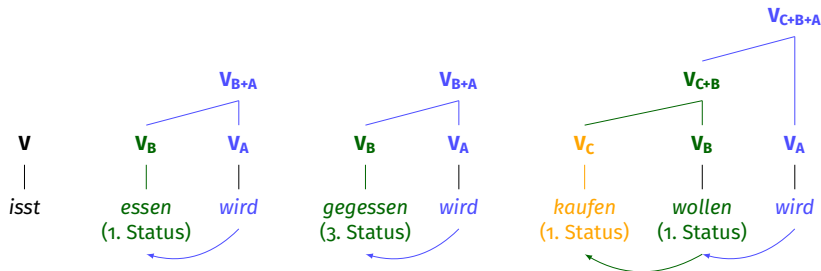 V_C+B+A
V_B+A V_B+A V_C+B
V V_B V_A V_B V_A V_C V_B V_A
isst essen wird gegessen wird kaufen wollen wird
(1. Status) (3. Status) (1. Status) (1. Status)